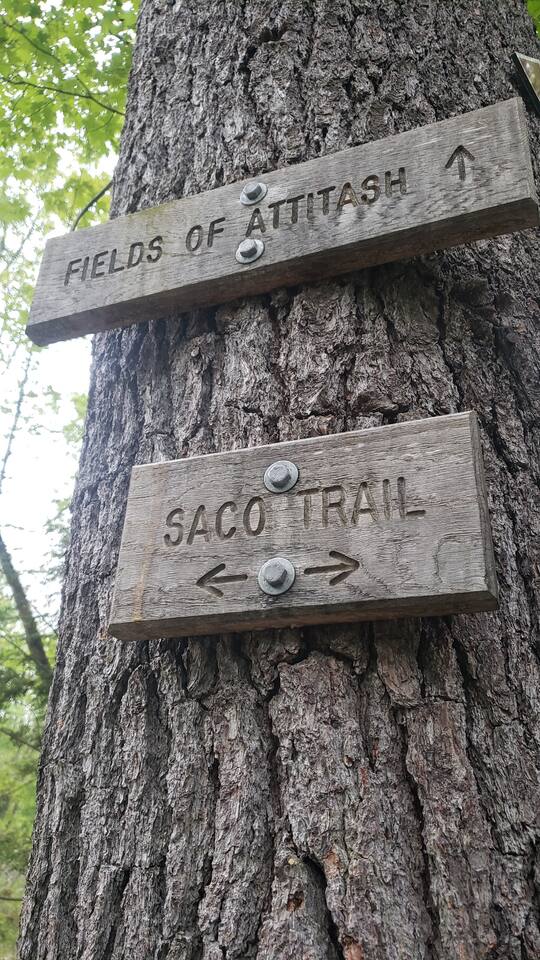 FIELDS OF ATTITASH ↑
SACO TRAIL
← →